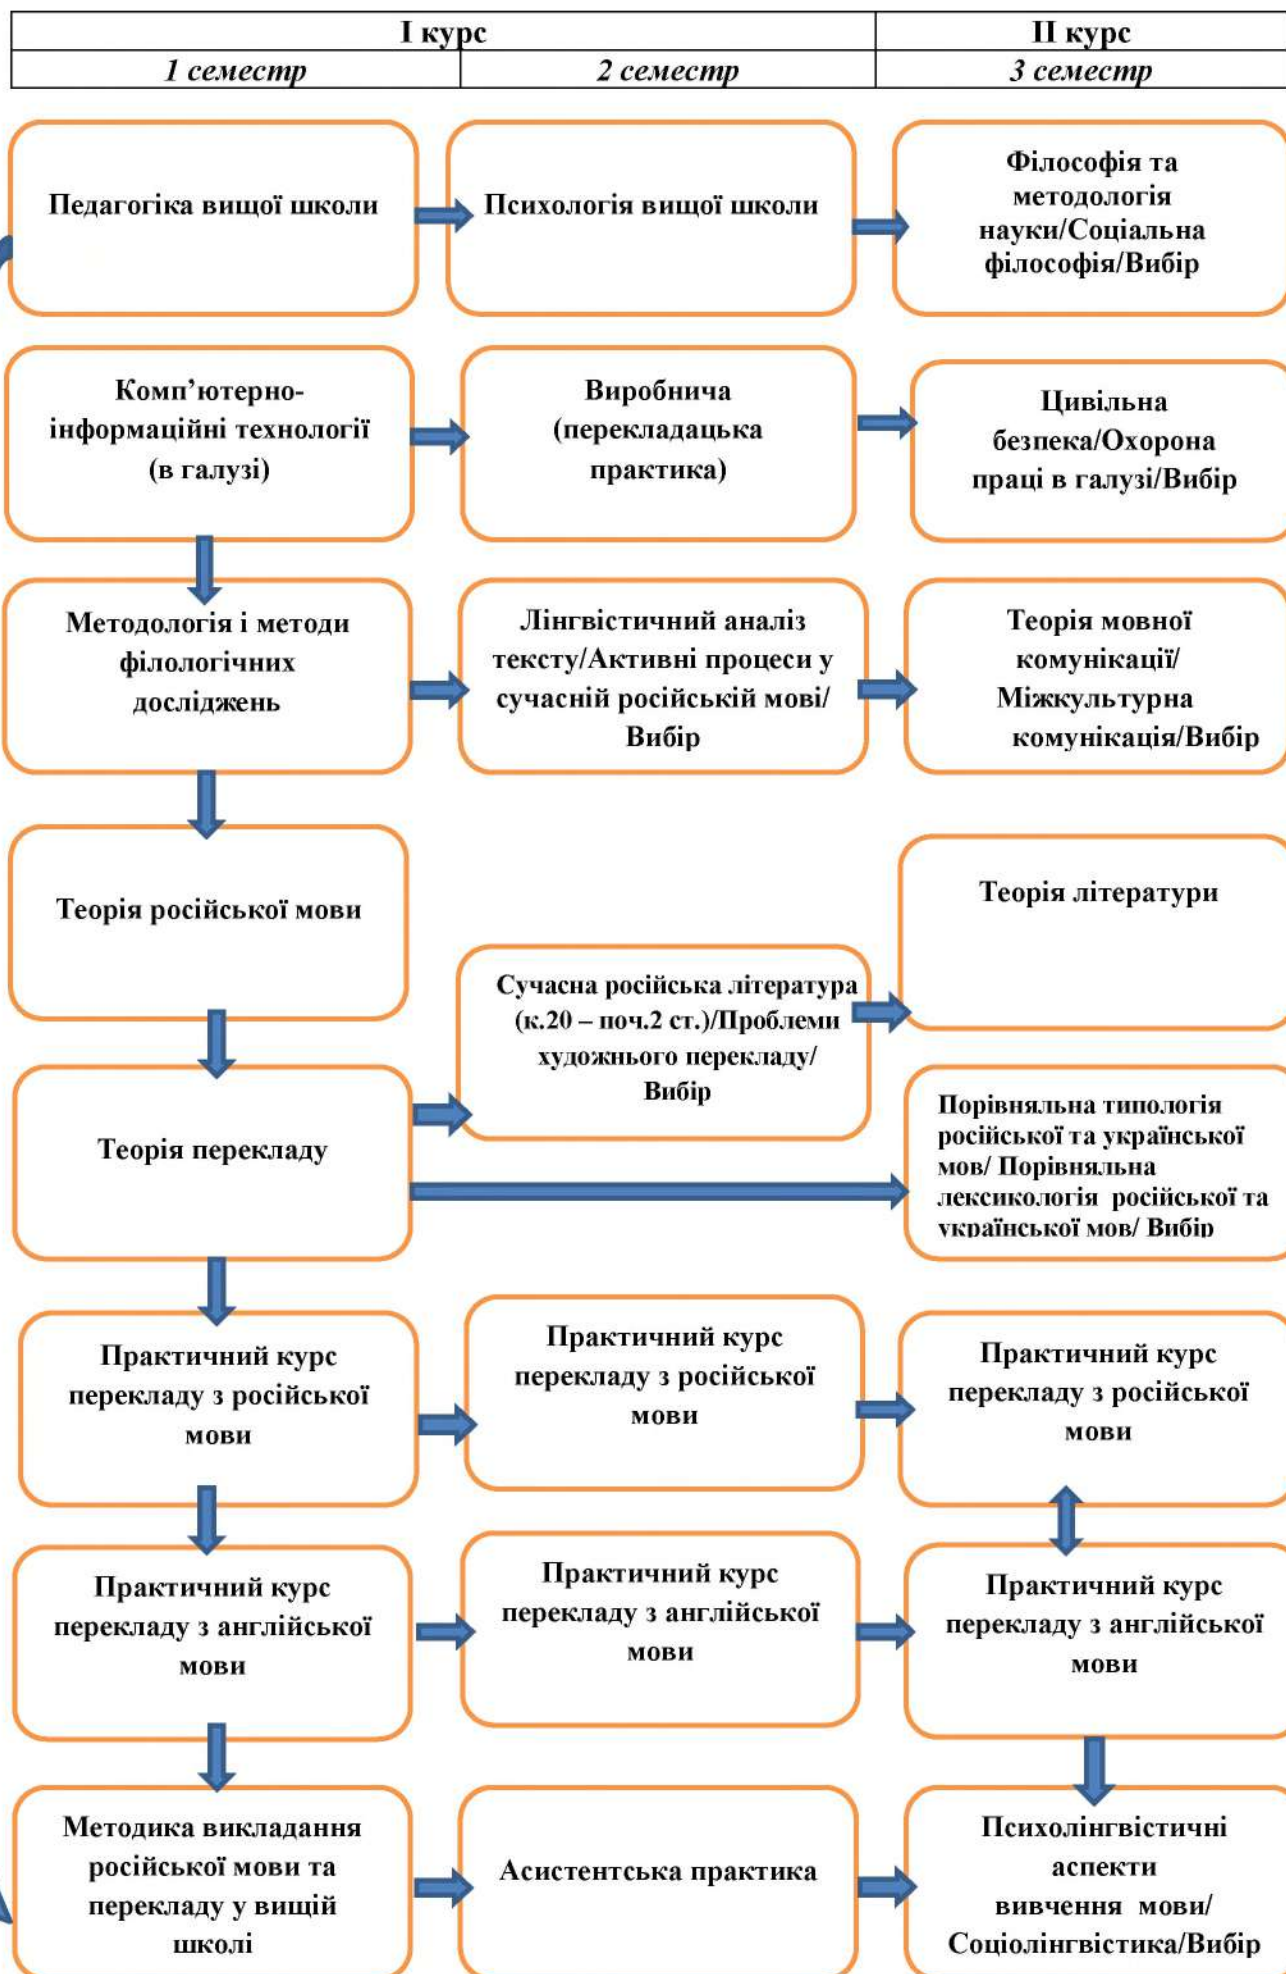 І курс
ІІ курс
1 семестр
2 семестр
3 семестр
Педагогіка вищої школи
Психологія вищої школи
Філософія та
методологія
науки/Соціальна
філософія/Вибір
Комп’ютерно-
інформаційні технології
(в галузі)
Виробнича
(перекладацька
практика)
Цивільна
безпека/Охорона
праці в галузі/Вибір
Методологія і методи
філологічних
досліджень
Лінгвістичний аналіз
тексту/Активні процеси у
сучасній російській мові/
Вибір
Теорія мовної
комунікації/
Міжкультурна
комунікація/Вибір
Теорія російської мови
Теорія літератури
Сучасна російська література
(к.20 – поч.2 ст.)/Проблеми
художнього перекладу/
Вибір
Теорія перекладу
Порівняльна типологія
російської та української
мов/ Порівняльна
лексикологія російської та
української мов/ Вибір
Практичний курс
перекладу з російської
мови
Практичний курс
перекладу з російської
мови
Практичний курс
перекладу з російської
мови
Практичний курс
перекладу з англійської
мови
Практичний курс
перекладу з англійської
мови
Практичний курс
перекладу з англійської
мови
Методика викладання
російської мови та
перекладу у вищій
школі
Асистентська практика
Психолінгвістичні
аспекти
вивчення мови/
Соціолінгвістика/Вибір